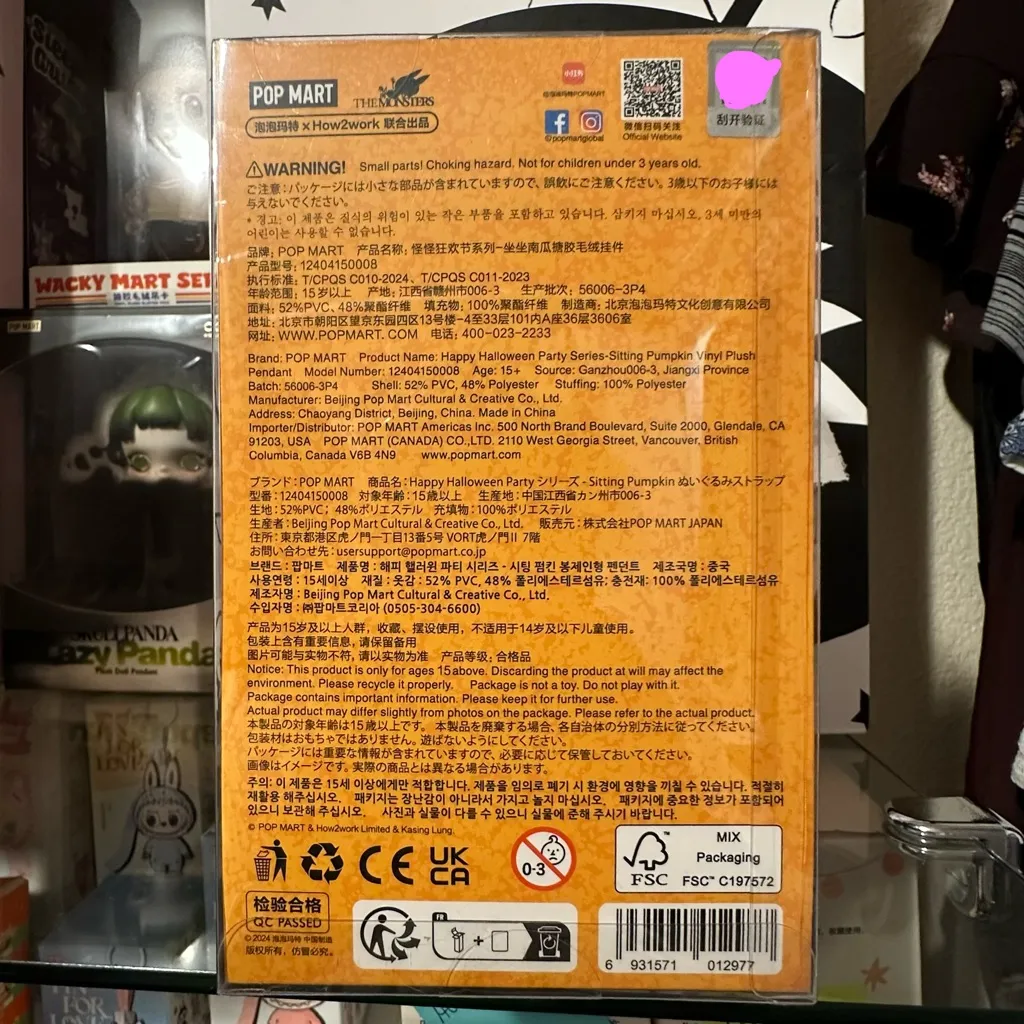 POP MART
THE MONSTERS
泡泡玛特 x How2work 联合出品
小红书
@泡泡玛特POPMART
@popmartglobal
微信扫码关注
Official Website
刮开验证
WARNING! Small parts! Choking hazard. Not for children under 3 years old.
ご注意：パッケージには小さな部品が含まれていますので、誤飲にご注意ください。3歳以下のお子様には
与えないでください。
* 경고: 이 제품은 질식의 위험이 있는 작은 부품을 포함하고 있습니다. 삼키지 마십시오, 3세 미만의
어린이는 사용할 수 없습니다.
品牌：POP MART 产品名称：怪怪狂欢节系列-坐坐南瓜搪胶毛绒挂件
产品型号：12404150008
执行标准：T/CPQS C010-2024、T/CPQS C011-2023
年龄范围：15岁以上 产地：江西省赣州市006-3 生产批次：56006-3P4
面料：52%PVC、48%聚酯纤维 填充物：100%聚酯纤维 制造商：北京泡泡玛特文化创意有限公司
地址：北京市朝阳区望京东园四区13号楼-4至33层101内A座36层3606室
网址：WWW.POPMART.COM 电话：400-023-2233
Brand: POP MART Product Name: Happy Halloween Party Series-Sitting Pumpkin Vinyl Plush
Pendant Model Number: 12404150008 Age: 15+ Source: Ganzhou006-3, Jiangxi Province
Batch: 56006-3P4 Shell: 52% PVC, 48% Polyester Stuffing: 100% Polyester
Manufacturer: Beijing Pop Mart Cultural & Creative Co., Ltd.
Address: Chaoyang District, Beijing, China. Made in China
Importer/Distributor: POP MART Americas Inc. 500 North Brand Boulevard, Suite 2000, Glendale, CA
91203, USA POP MART (CANADA) CO.,LTD. 2110 West Georgia Street, Vancouver, British
Columbia, Canada V6B 4N9 www.popmart.com
ブランド：POP MART 商品名：Happy Halloween Party シリーズ - Sitting Pumpkin ぬいぐるみストラップ
型番：12404150008 対象年齢：15歳以上 生産地：中国江西省カン州市006-3
生地：52%PVC；48%ポリエステル 充填物：100%ポリエステル
生産者：Beijing Pop Mart Cultural & Creative Co., Ltd. 販売元：株式会社POP MART JAPAN
住所：東京都港区虎ノ門一丁目13番5号 VORT虎ノ門II 7階
お問い合わせ先：usersupport@popmart.co.jp
브랜드 : 팝마트 제품명 : 해피 핼러윈 파티 시리즈 - 시팅 펌킨 봉제인형 펜던트 제조국명 : 중국
사용연령 : 15세이상 재질 : 옷감 : 52% PVC, 48% 폴리에스테르섬유: 충전재: 100% 폴리에스테르섬유
제조자명 : Beijing Pop Mart Cultural & Creative Co., Ltd.
수입자명 : ㈜팝마트코리아 (0505-304-6600)
产品为15岁及以上人群，收藏、摆设使用，不适用于14岁及以下儿童使用。
包装上含有重要信息，请保留备用
图片可能与实物不符，请以实物为准 产品等级：合格品
Notice: This product is only for ages 15above. Discarding the product at will may affect the
environment. Please recycle it properly. Package is not a toy. Do not play with it.
Package contains important information. Please keep it for further use.
Actual product may differ slightly from photos on the package. Please refer to the actual product.
本製品の対象年齢は15歳以上です。本製品を廃棄する場合、各自治体の分別方法に従ってください。
包装材はおもちゃではありません。遊ばないようにしてください。
パッケージには重要な情報が含まれていますので、必要に応じて保管しておいてください。
画像はイメージです。実際の商品とは異なる場合があります。
주의: 이 제품은 15세 이상에게만 적합합니다. 제품을 임의로 폐기 시 환경에 영향을 끼칠 수 있습니다. 적절히
재활용 해주십시오. 패키지는 장난감이 아니라서 가지고 놀지 마십시오. 패키지에 중요한 정보가 포함되어
있으니 보관해 주십시오. 사진과 실물이 다를 수 있으니 실물에 준해 주시기 바랍니다.
© POP MART & How2work Limited & Kasing Lung.
CE
UK
CA
0-3
FSC
MIX
Packaging
FSC™ C197572
检验合格
QC PASSED
© 2024 泡泡玛特 中国制造
版权所有，仿冒必究。
FR
6 931571 012977
WACKY MART SERIES
POP MART
SKULLPANDA
azy Panda
Plush Doll Pendant